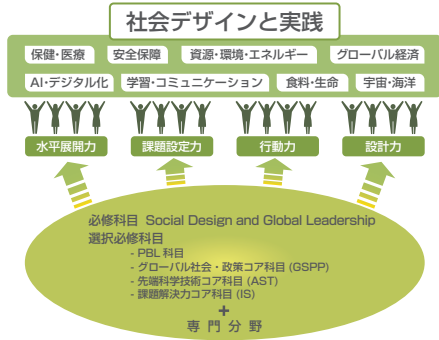 社会デザインと実践
保健・医療 安全保障 資源・環境・エネルギー グローバル経済
AI・デジタル化 学習・コミュニケーション 食料・生命 宇宙・海洋
水平展開力 課題設定力 行動力 設計力
必修科目 Social Design and Global Leadership
選択必修科目
- PBL 科目
- グローバル社会・政策コア科目 (GSPP)
- 先端科学技術コア科目 (AST)
- 課題解決力コア科目 (IS)
+
専門分野